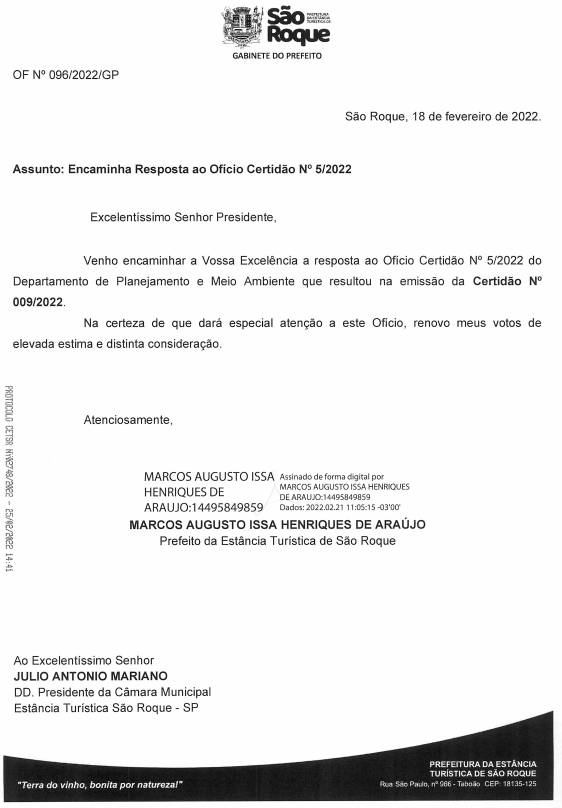 São Roque
PREFEITURA
DA ESTÂNCIA
TURÍSTICA DE
GABINETE DO PREFEITO
OF Nº 096/2022/GP
São Roque, 18 de fevereiro de 2022.
Assunto: Encaminha Resposta ao Ofício Certidão Nº 5/2022
Excelentíssimo Senhor Presidente,
Venho encaminhar a Vossa Excelência a resposta ao Ofício Certidão Nº 5/2022 do
Departamento de Planejamento e Meio Ambiente que resultou na emissão da Certidão Nº
009/2022.
Na certeza de que dará especial atenção a este Ofício, renovo meus votos de
elevada estima e distinta consideração.
Atenciosamente,
MARCOS AUGUSTO ISSA
HENRIQUES DE
ARAUJO:14495849859
Assinado de forma digital por
MARCOS AUGUSTO ISSA HENRIQUES
DE ARAUJO:14495849859
Dados: 2022.02.21 11:05:15 -03'00'
MARCOS AUGUSTO ISSA HENRIQUES DE ARAÚJO
Prefeito da Estância Turística de São Roque
PROTOCOLO CETSR - 25/02/2022 14:41
Ao Excelentíssimo Senhor
JULIO ANTONIO MARIANO
DD. Presidente da Câmara Municipal
Estância Turística São Roque - SP
"Terra do vinho, bonita por natureza!"
PREFEITURA DA ESTÂNCIA
TURÍSTICA DE SÃO ROQUE
Rua São Paulo, nº 966 - Taboão CEP: 18135-125